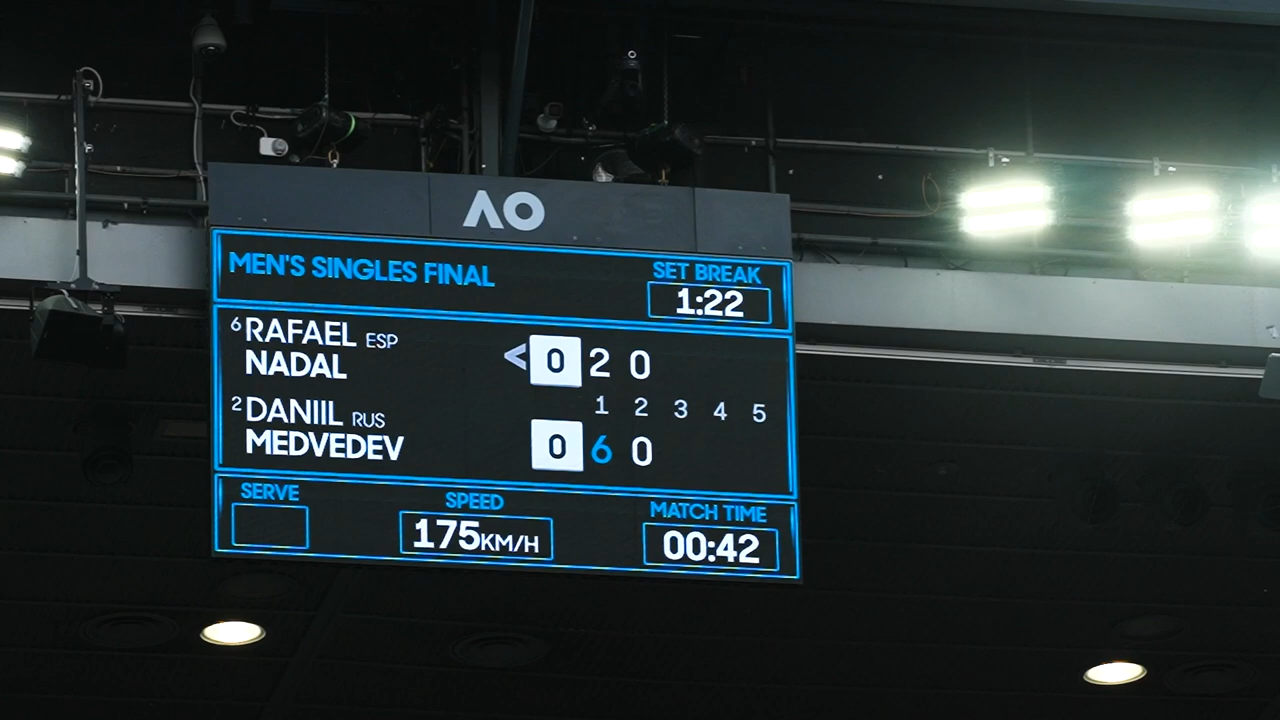 AO
MEN'S SINGLES FINAL
SET BREAK
1:22
6 RAFAEL ESP
NADAL
< 0 2 0
1 2 3 4 5
2 DANIIL RUS
MEDVEDEV
0 6 0
SERVE
SPEED
175KM/H
MATCH TIME
00:42